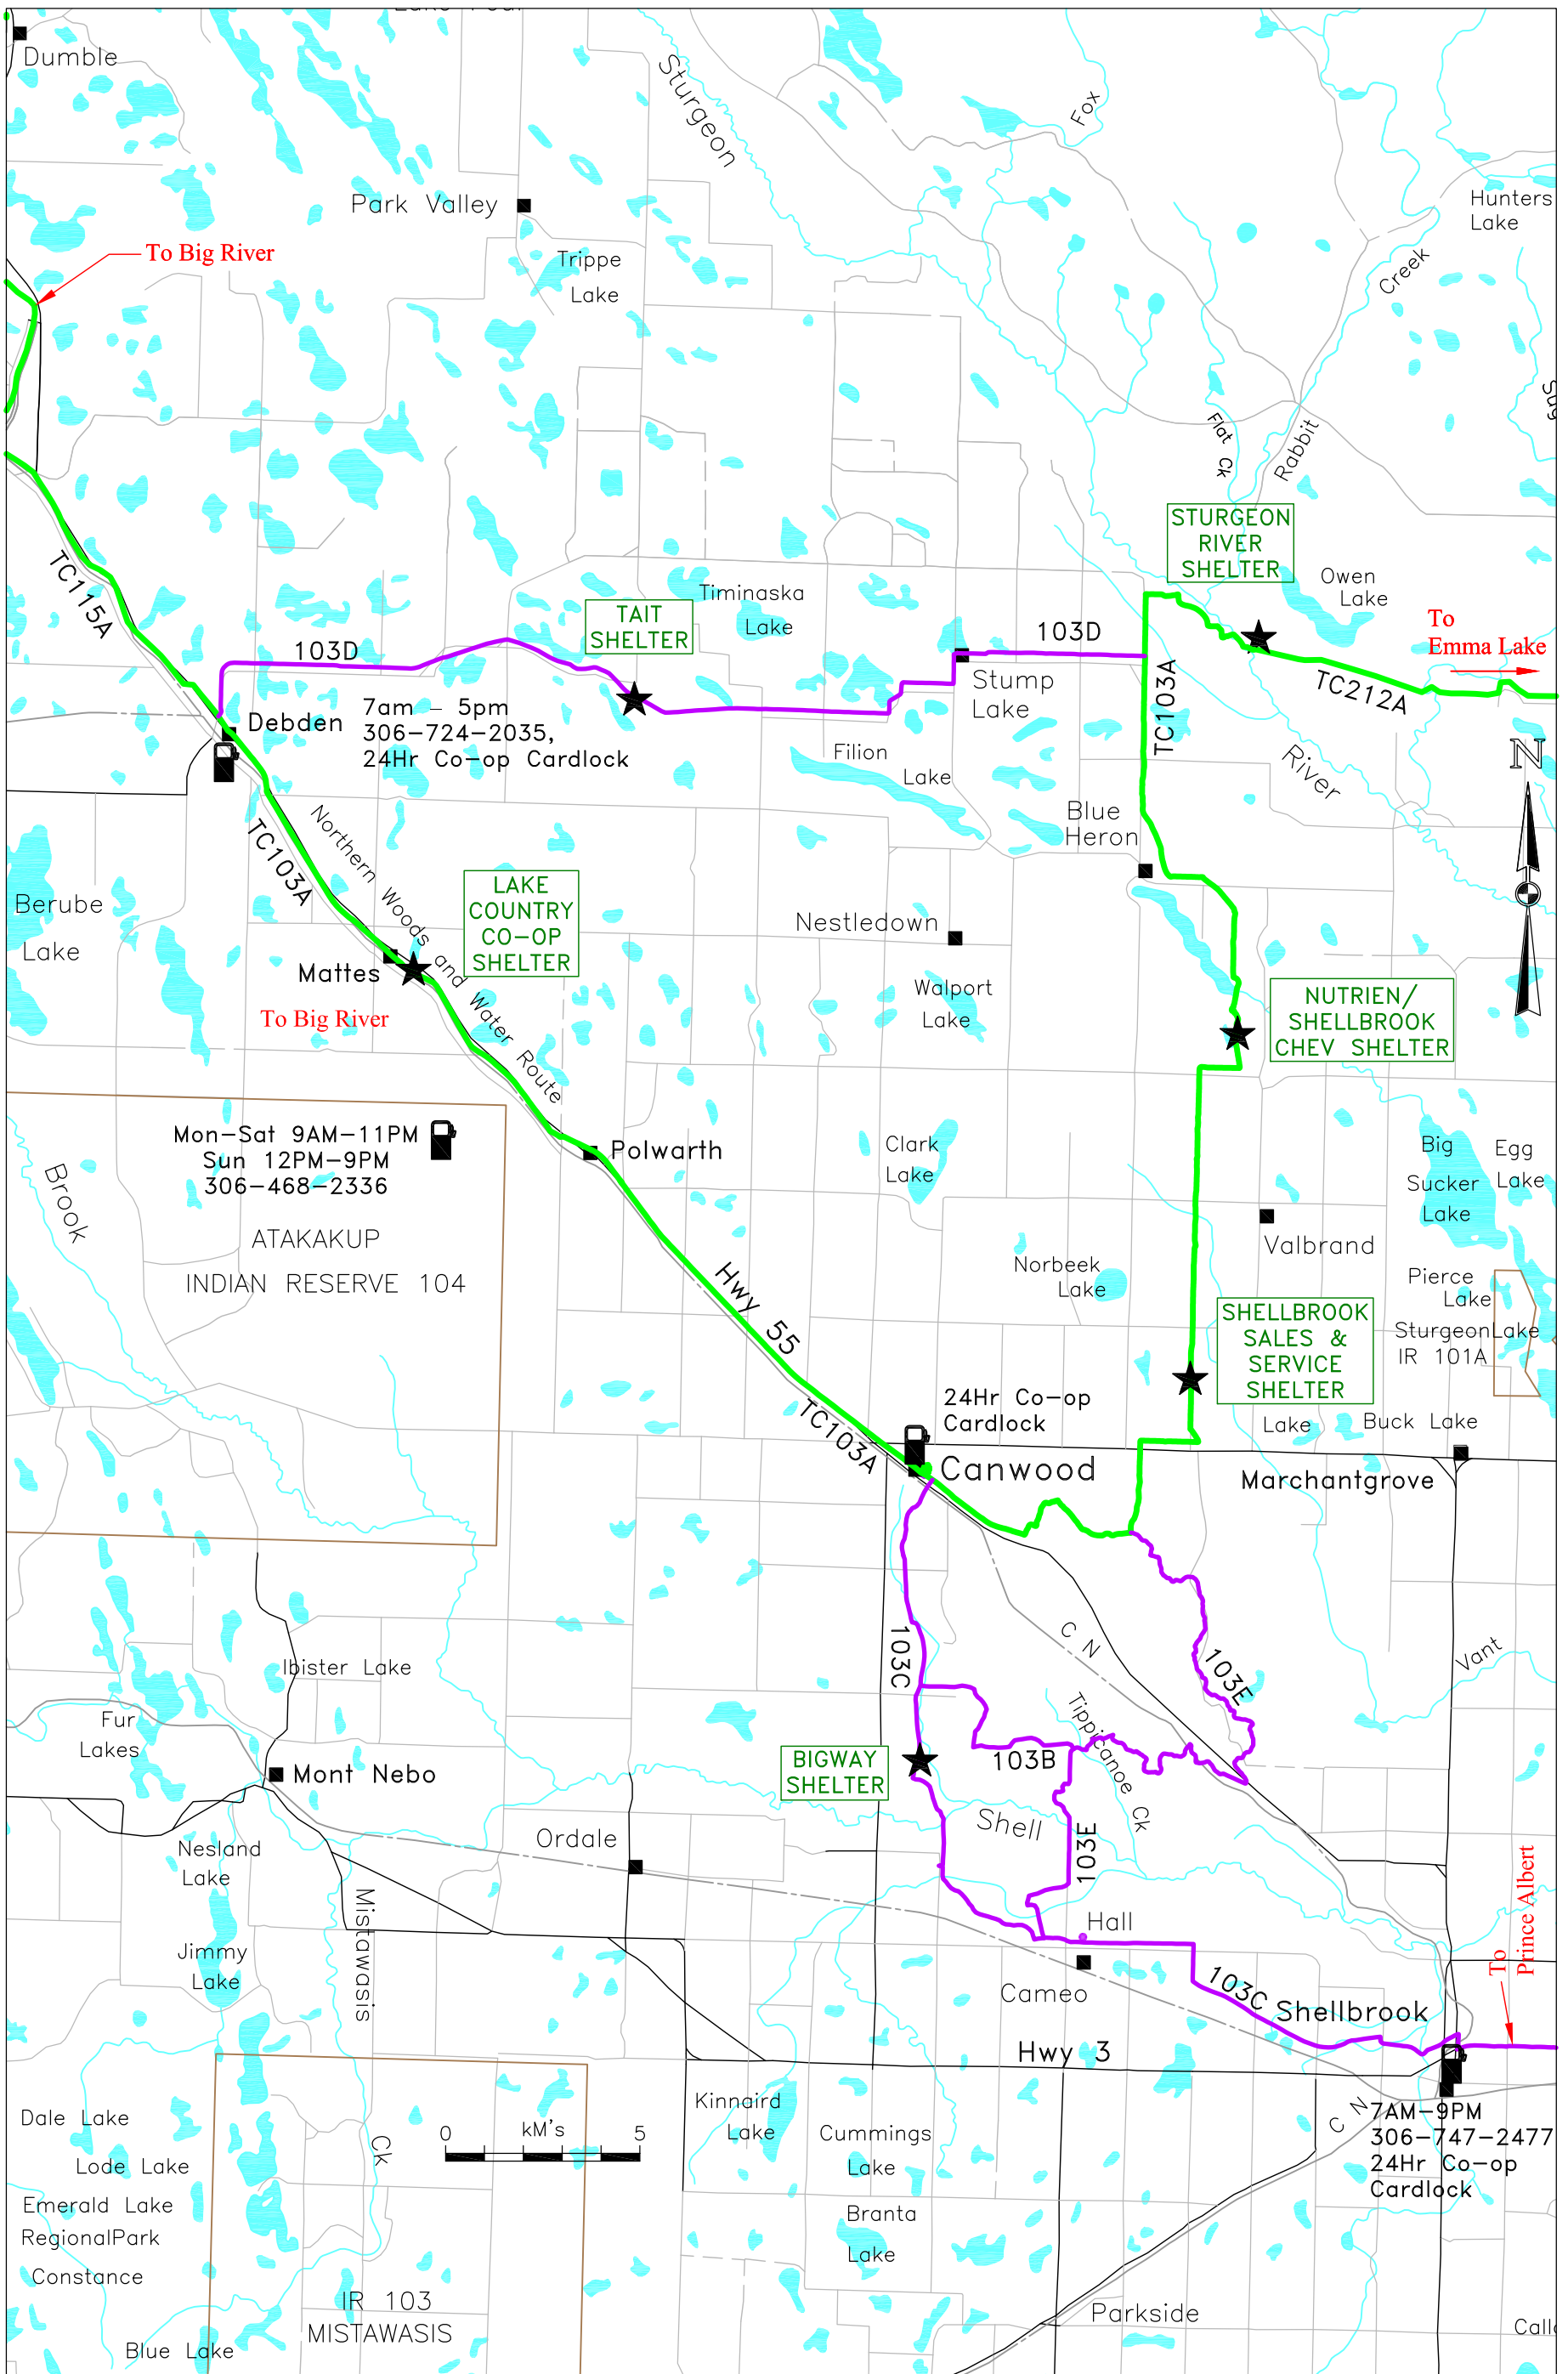 Dumble
Sturgeon
Fox
Park Valley
Hunters
Lake
To Big River
Trippe
Lake
Creek
Flat Ck
Rabbit
STURGEON
RIVER
SHELTER
TC115A
Owen
Lake
Timinaska
Lake
TAIT
SHELTER
103D
103D
To
Emma Lake
Stump
Lake
TC103A
TC212A
Debden
7am - 5pm
306-724-2035,
24Hr Co-op Cardlock
Filion
Lake
River
N
Blue
Heron
Northern Woods and Water Route
TC103A
LAKE
COUNTRY
CO-OP
SHELTER
Berube
Lake
Nestledown
Mattes
To Big River
Walport
Lake
NUTRIEN/
SHELLBROOK
CHEV SHELTER
Mon-Sat 9AM-11PM
Sun 12PM-9PM
306-468-2336
Polwarth
Clark
Lake
Big
Sucker
Lake
Egg
Lake
Brook
ATAKAKUP
INDIAN RESERVE 104
Valbrand
Hwy 55
Norbeek
Lake
Pierce
Lake
SHELLBROOK
SALES &
SERVICE
SHELTER
SturgeonLake
IR 101A
24Hr Co-op
Cardlock
TC103A
Lake
Buck Lake
Canwood
Marchantgrove
C N
103C
103E
Vant
Ibister Lake
Fur
Lakes
Tippicanoe Ck
BIGWAY
SHELTER
103B
Mont Nebo
Shell
Ordale
103E
Nesland
Lake
Mistawasis
Hall
To
Prince Albert
Jimmy
Lake
Cameo
103C
Shellbrook
Hwy 3
Kinnaird
Lake
C N
7AM-9PM
306-747-2477
24Hr Co-op
Cardlock
Dale Lake
0 kM's 5
Cummings
Lake
Ck
Lode Lake
Emerald Lake
RegionalPark
Branta
Lake
Constance
IR 103
MISTAWASIS
Parkside
Blue Lake